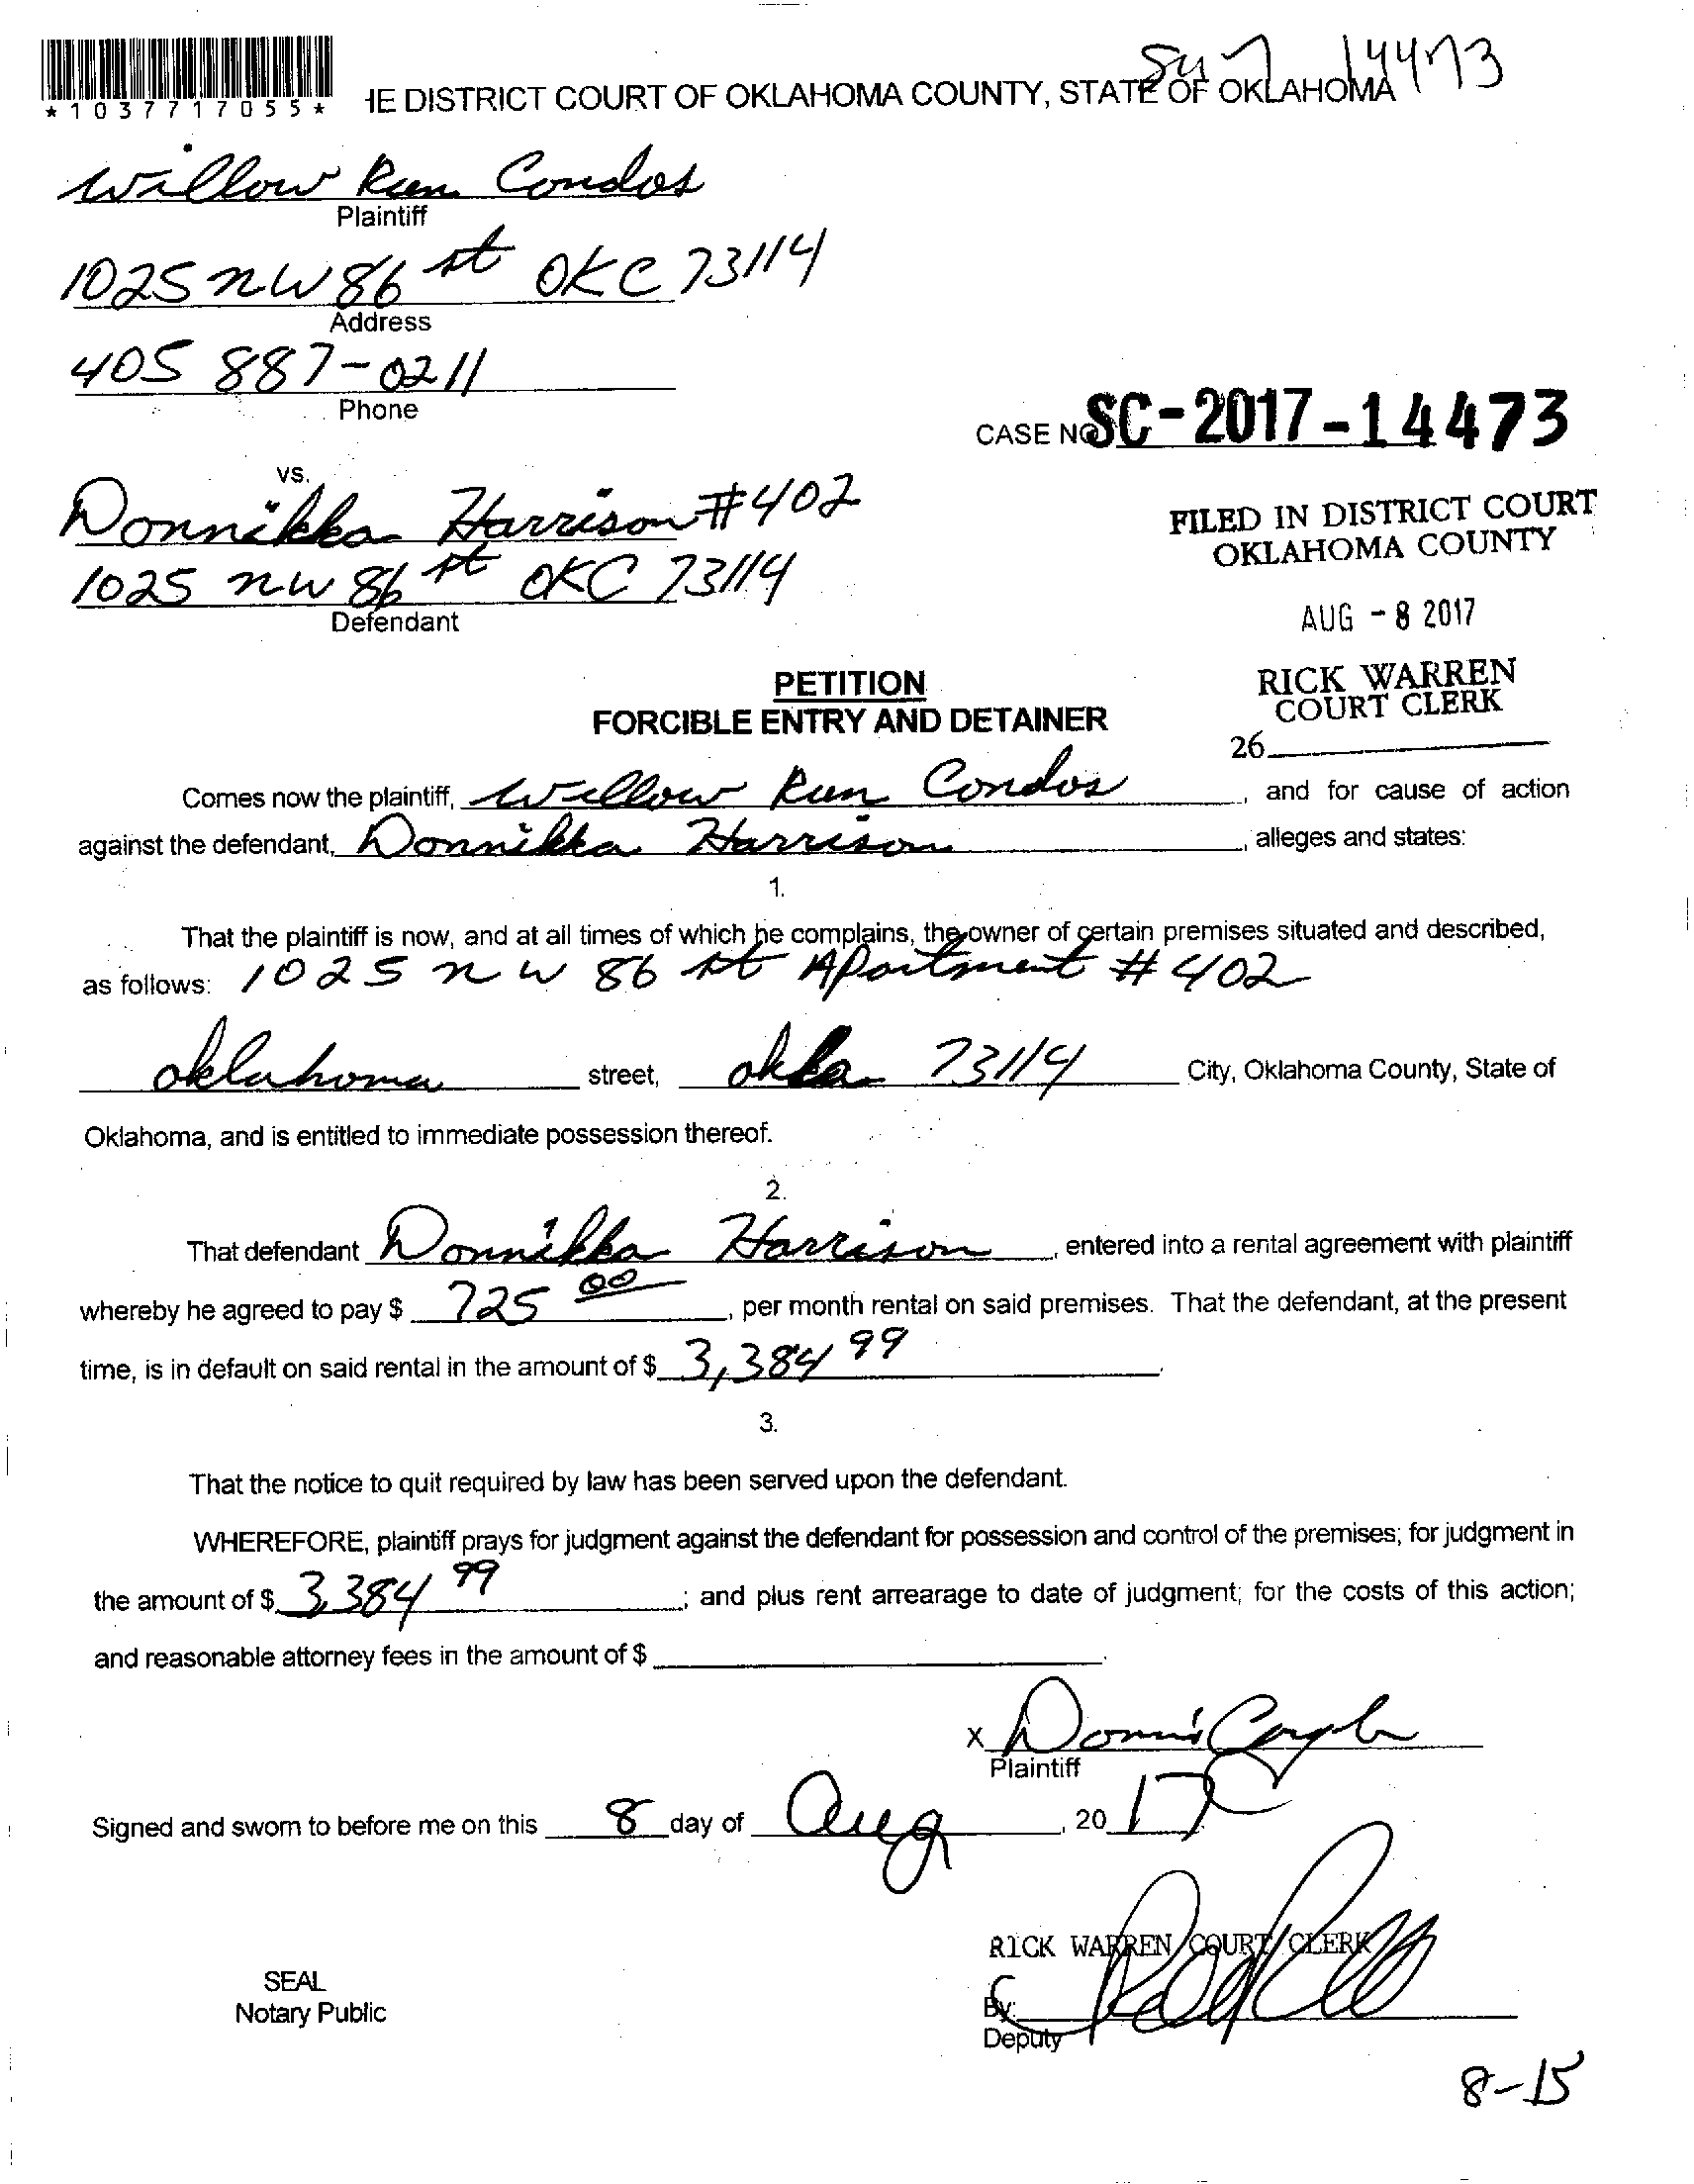 14473
*1037717055*
HE DISTRICT COURT OF OKLAHOMA COUNTY, STATE OF OKLAHOMA
Willow Run Condos
Plaintiff
1025 NW 86 st OKC 73114
Address
405 887-0211
Phone
CASE NO SC-2017-14473
vs.
Donnikka Harrison #402
1025 NW 86 st OKC 73114
Defendant
FILED IN DISTRICT COURT
OKLAHOMA COUNTY
AUG -8 2017
RICK WARREN
COURT CLERK
26
PETITION
FORCIBLE ENTRY AND DETAINER
Comes now the plaintiff, Willow Run Condos, and for cause of action
against the defendant, Donnikka Harrison, alleges and states:
1.
That the plaintiff is now, and at all times of which he complains, the owner of certain premises situated and described,
as follows: 1025 NW 86 st Apartment #402
oklahoma street, okla 73114 City, Oklahoma County, State of
Oklahoma, and is entitled to immediate possession thereof.
2.
That defendant Donnikka Harrison, entered into a rental agreement with plaintiff
whereby he agreed to pay $ 725 00, per month rental on said premises. That the defendant, at the present
time, is in default on said rental in the amount of $ 3,384 99.
3.
That the notice to quit required by law has been served upon the defendant.
WHEREFORE, plaintiff prays for judgment against the defendant for possession and control of the premises; for judgment in
the amount of $ 3,384 99; and plus rent arrearage to date of judgment; for the costs of this action;
and reasonable attorney fees in the amount of $ .
X
Plaintiff
Signed and sworn to before me on this 8 day of Aug, 20 17
RICK WARREN COURT CLERK
SEAL
Notary Public
By:
Deputy
8-15